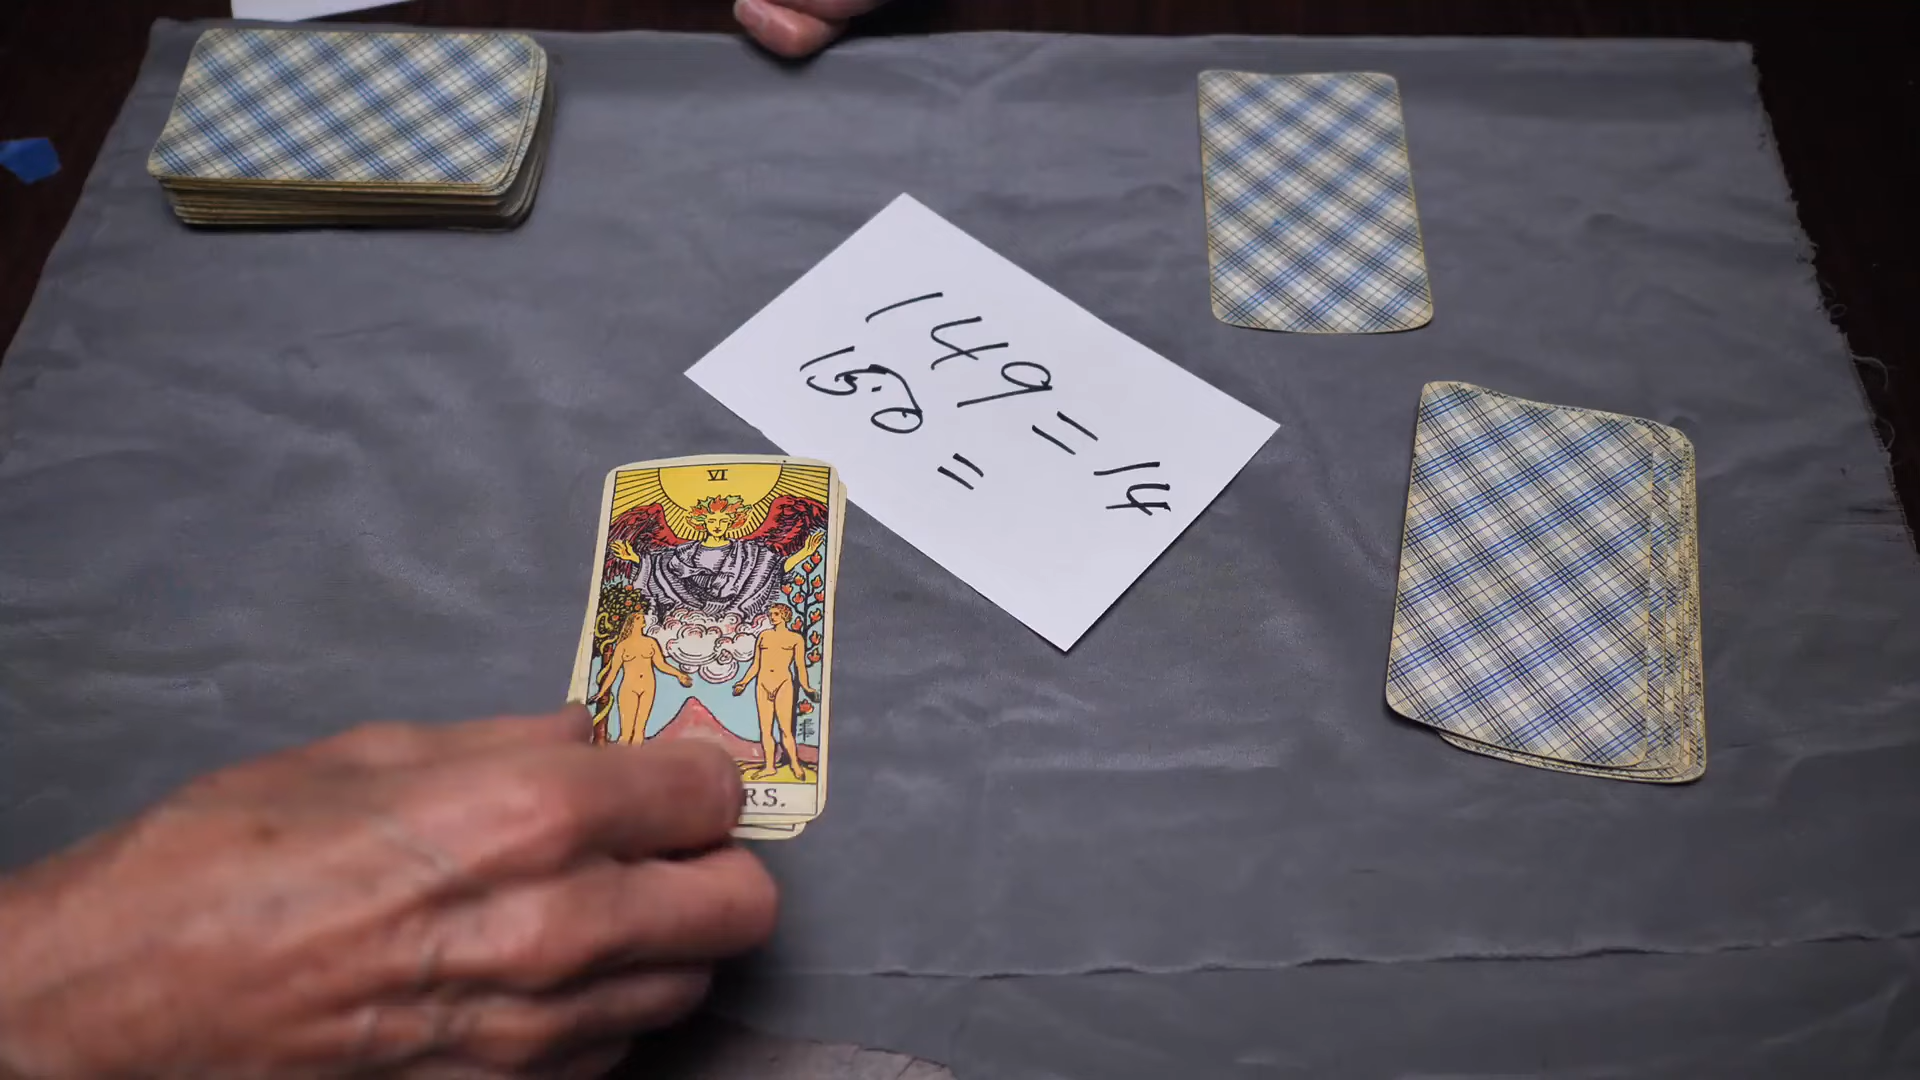 149 = 14
150 =
VI
RS.